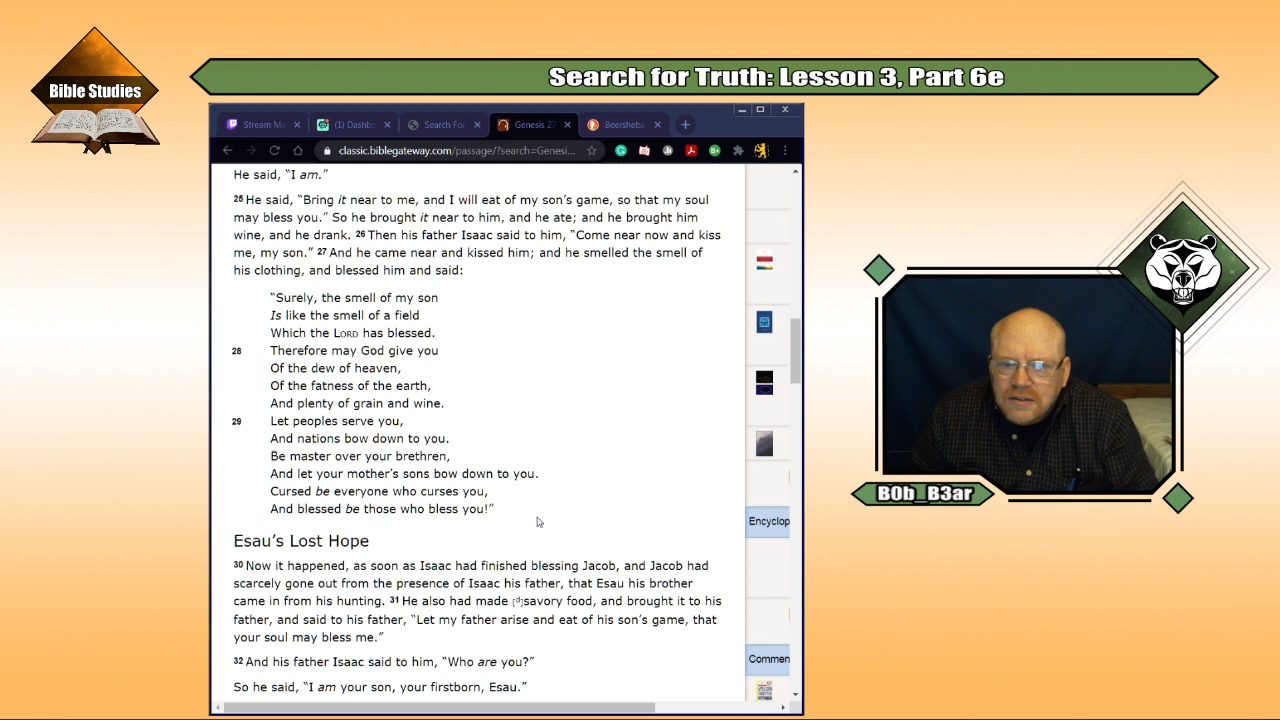 Bible Studies
Search for Truth: Lesson 3, Part 6e
Stream Ma
(1) Dashbo
Search For
Genesis 27
Beersheba
classic.biblegateway.com/passage/?search=Genesi...
He said, “I am.”
25 He said, “Bring it near to me, and I will eat of my son’s game, so that my soul
may bless you.” So he brought it near to him, and he ate; and he brought him
wine, and he drank. 26 Then his father Isaac said to him, “Come near now and kiss
me, my son.” 27 And he came near and kissed him; and he smelled the smell of
his clothing, and blessed him and said:
“Surely, the smell of my son
Is like the smell of a field
Which the LORD has blessed.
28 Therefore may God give you
Of the dew of heaven,
Of the fatness of the earth,
And plenty of grain and wine.
29 Let peoples serve you,
And nations bow down to you.
Be master over your brethren,
And let your mother’s sons bow down to you.
Cursed be everyone who curses you,
And blessed be those who bless you!”
Esau’s Lost Hope
30 Now it happened, as soon as Isaac had finished blessing Jacob, and Jacob had
scarcely gone out from the presence of Isaac his father, that Esau his brother
came in from his hunting. 31 He also had made [d]savory food, and brought it to his
father, and said to his father, “Let my father arise and eat of his son’s game, that
your soul may bless me.”
32 And his father Isaac said to him, “Who are you?”
So he said, “I am your son, your firstborn, Esau.”
Encyclop
Commen
B0b_B3ar